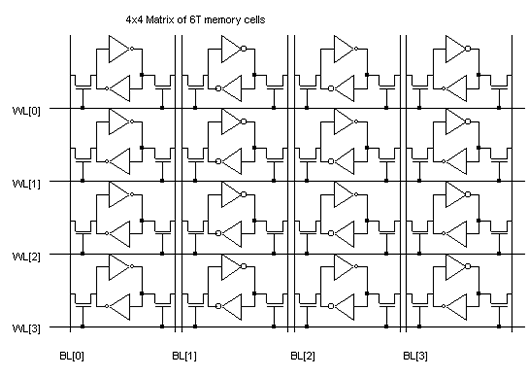 4x4 Matrix of 6T memory cells
WL[0]
WL[1]
WL[2]
WL[3]
BL[0] BL[1] BL[2] BL[3]